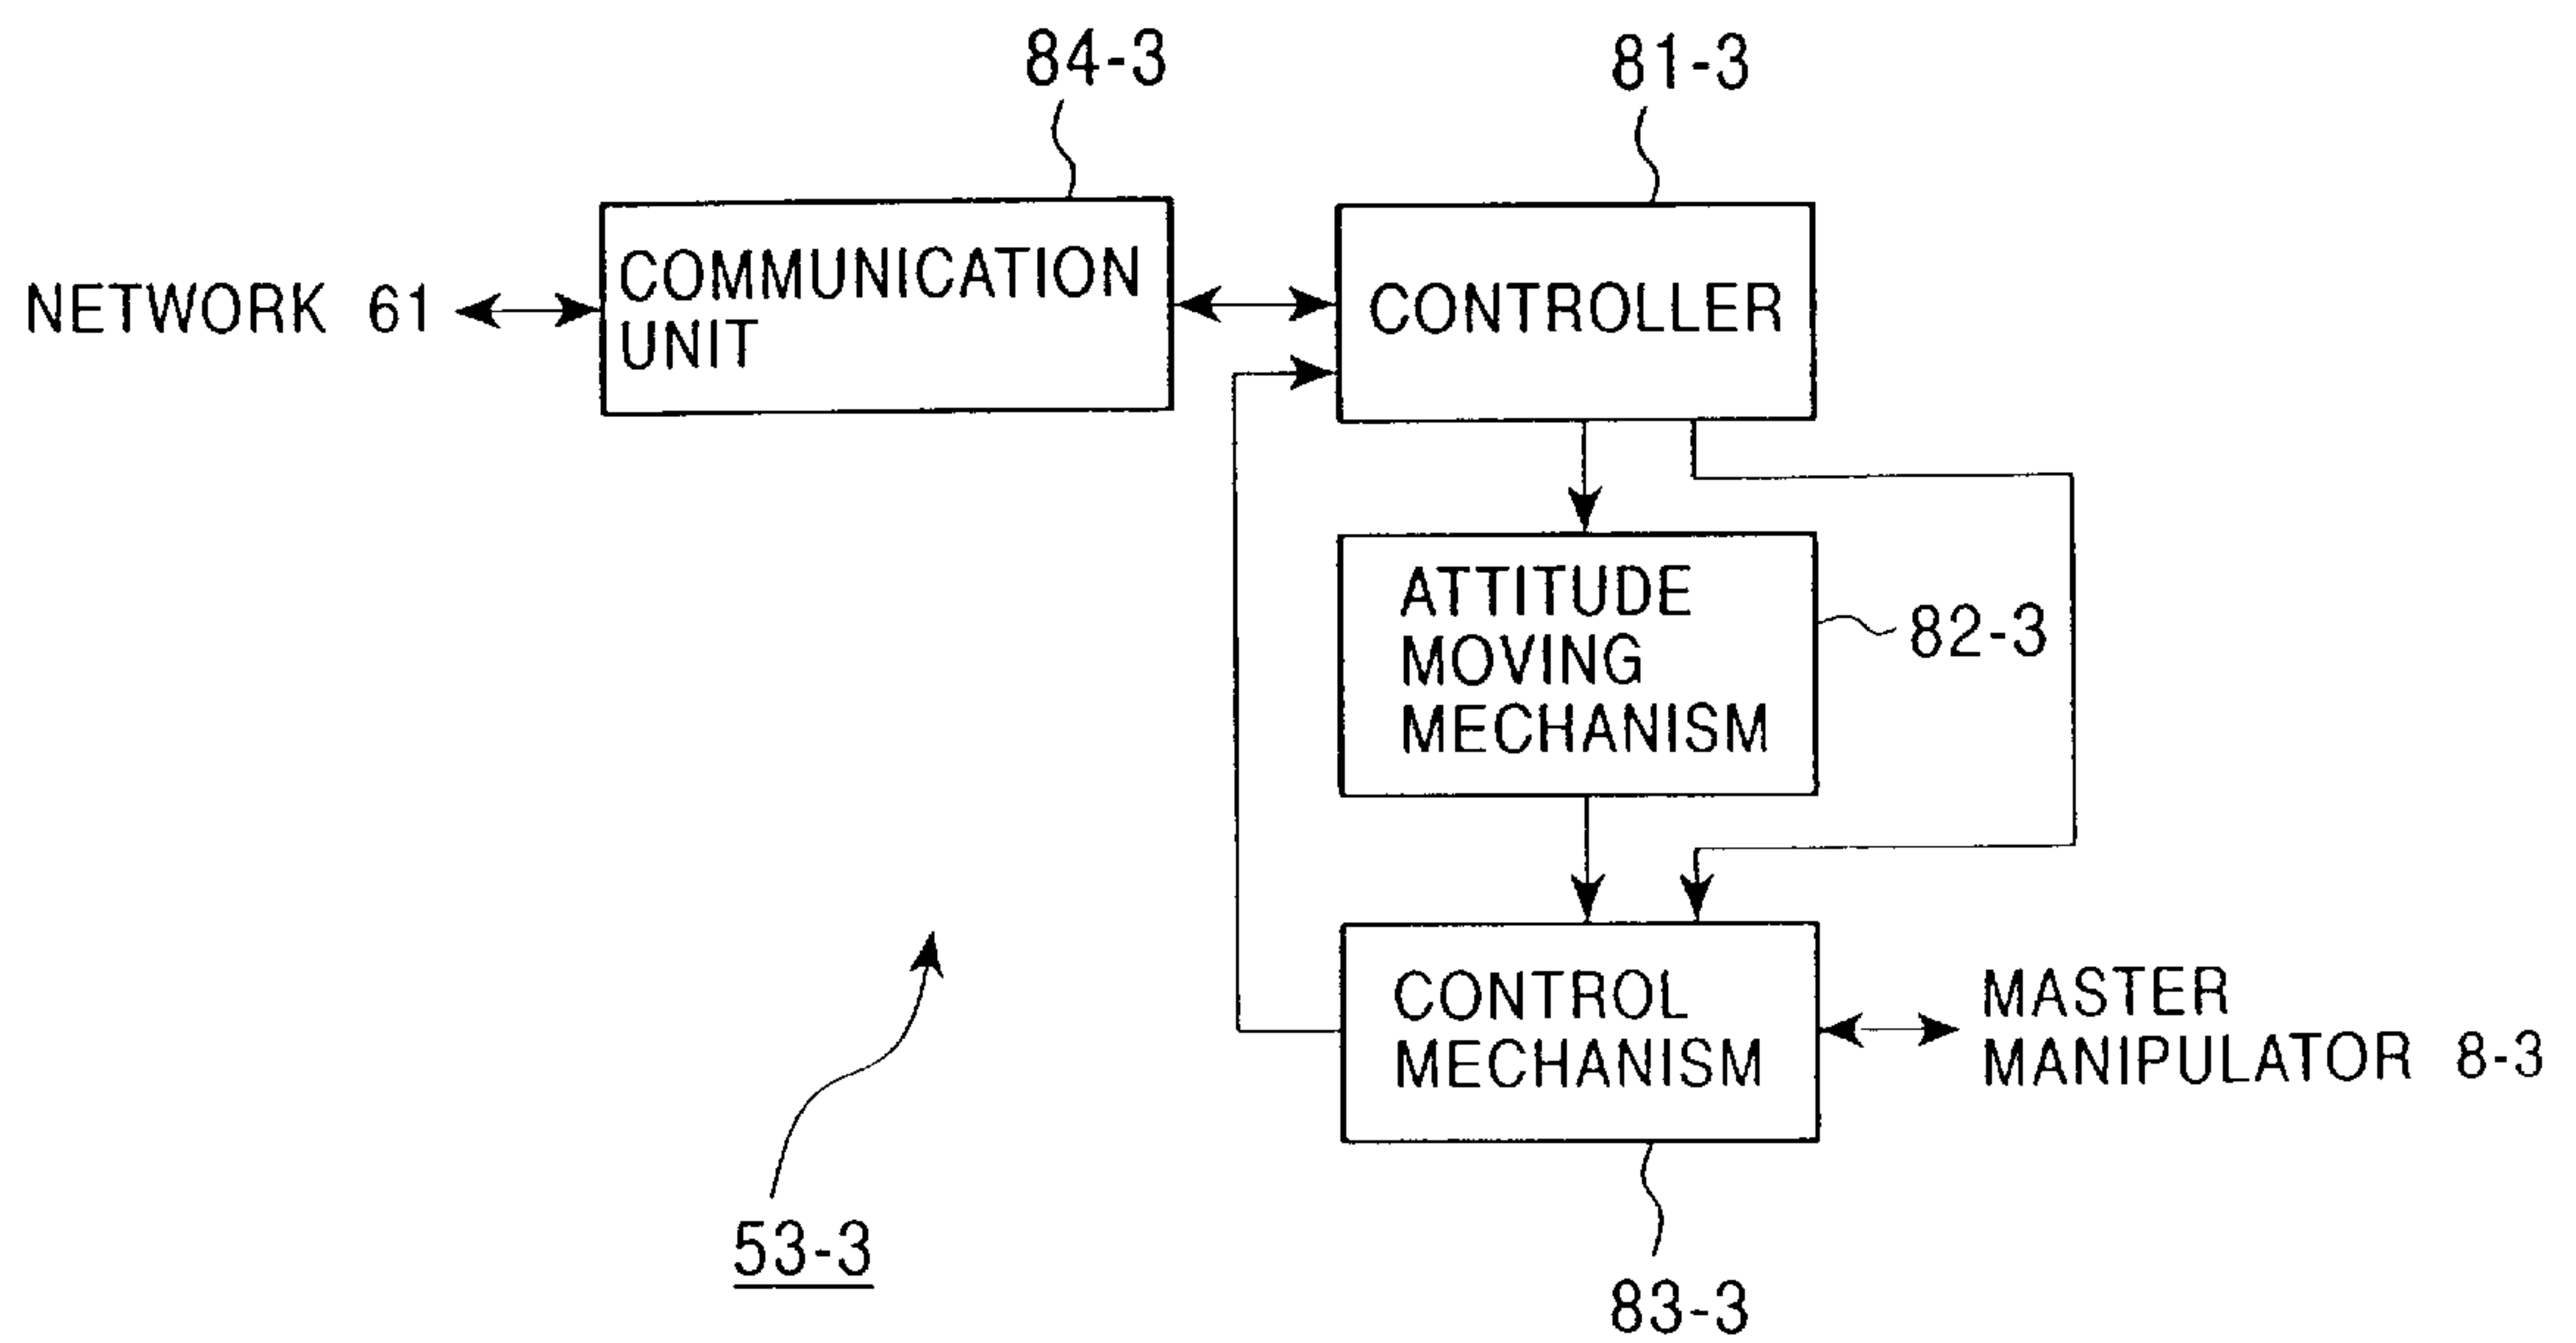 84-3
81-3
COMMUNICATION
UNIT
NETWORK 61
CONTROLLER
ATTITUDE
MOVING
MECHANISM
82-3
CONTROL
MECHANISM
MASTER
MANIPULATOR 8-3
53-3
83-3